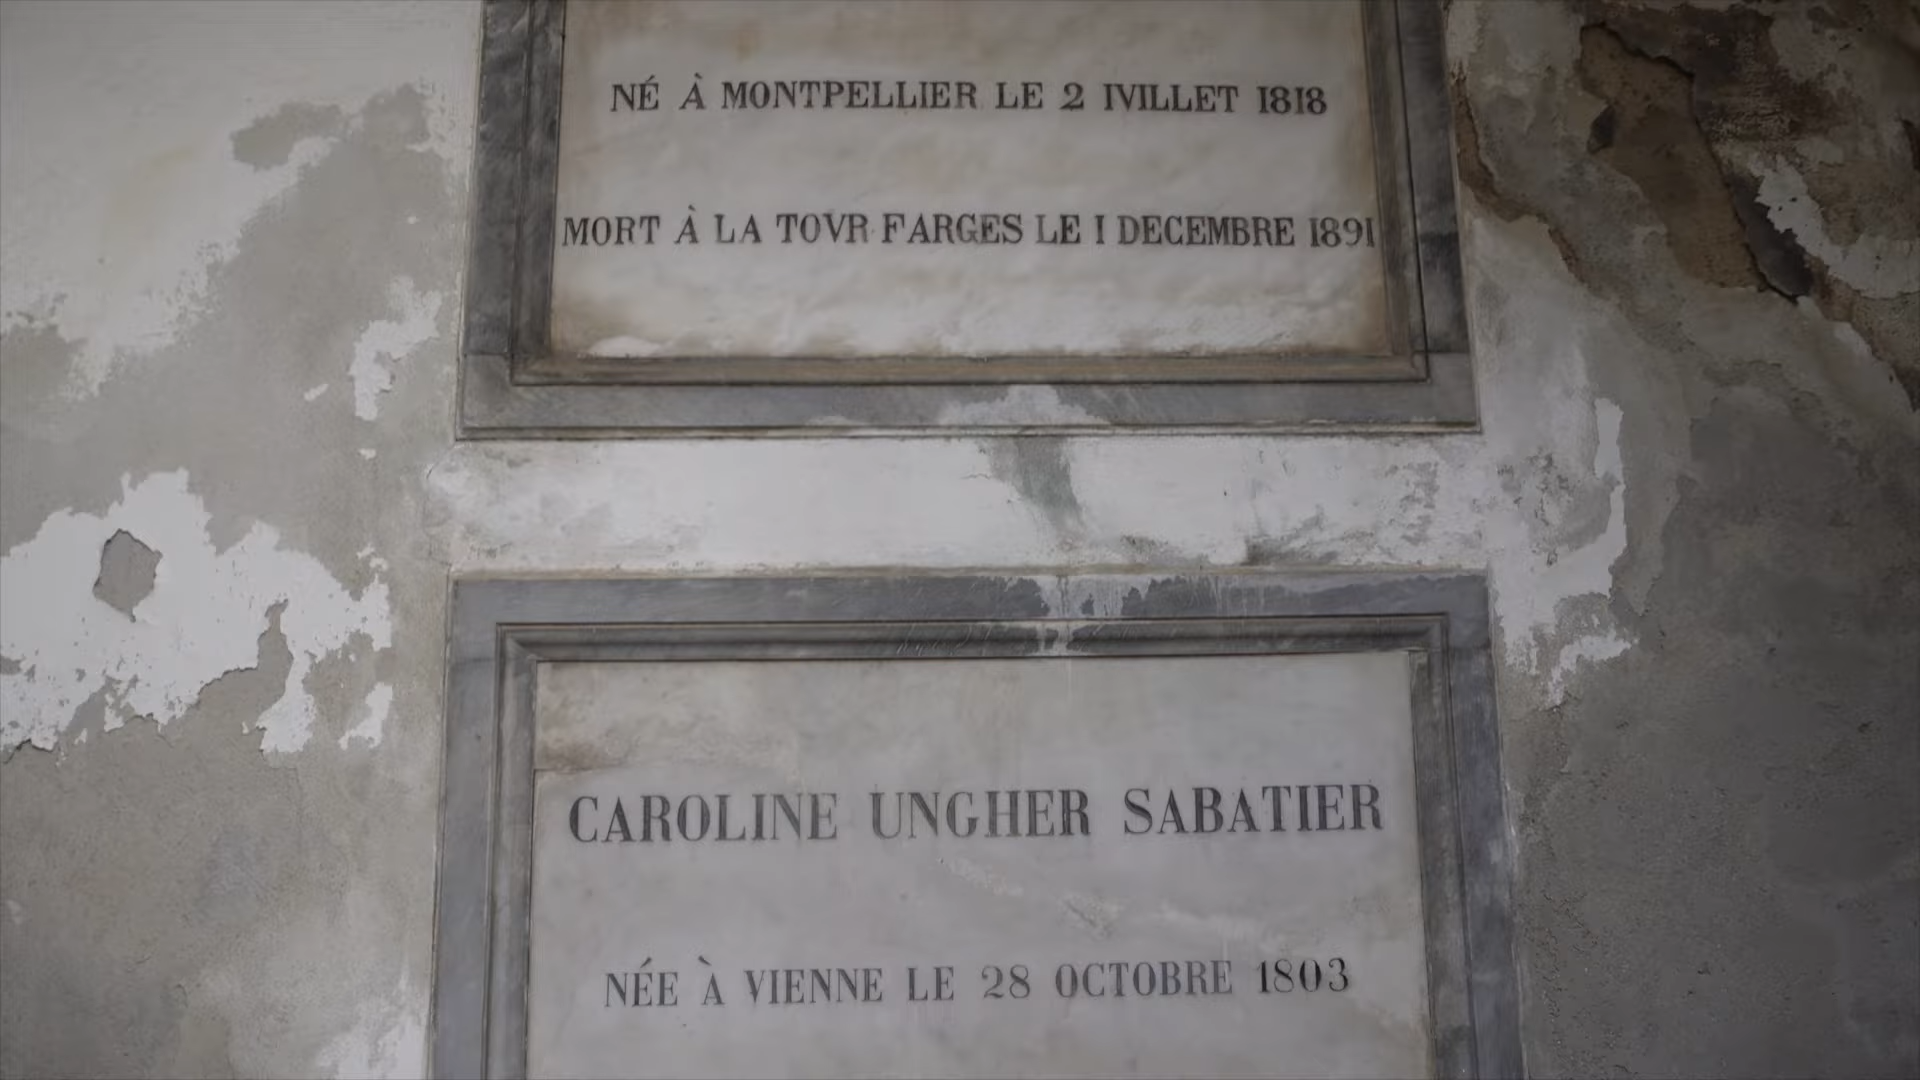 NÉ À MONTPELLIER LE 2 IVILLET 1818
MORT À LA TOVR FARGES LE 1 DECEMBRE 1891
CAROLINE UNGHER SABATIER
NÉE À VIENNE LE 28 OCTOBRE 1803